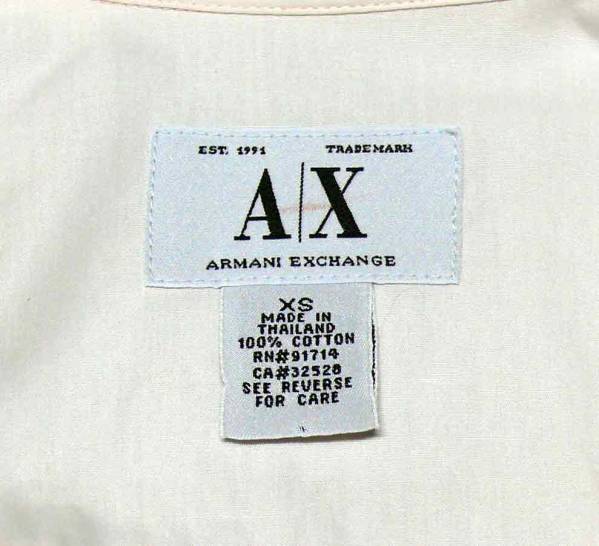 EST. 1991 TRADEMARK
A|X
ARMANI EXCHANGE
XS
MADE IN
THAILAND
100% COTTON
RN#91714
CA#32528
SEE REVERSE
FOR CARE